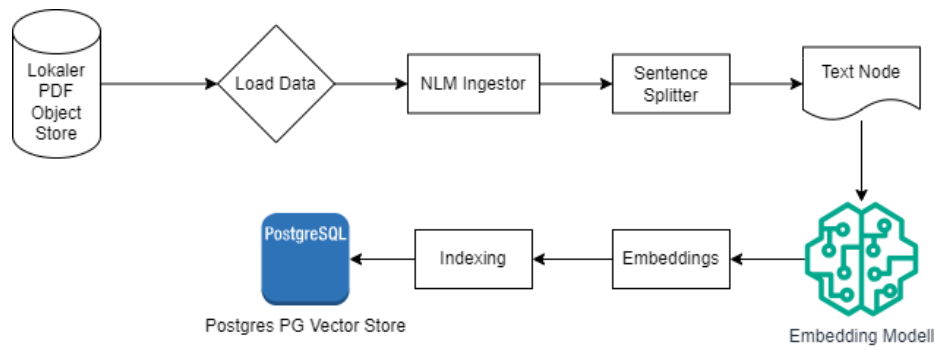 Lokaler
PDF
Object
Store
Load Data
NLM Ingestor
Sentence
Splitter
Text Node
PostgreSQL
Indexing
Embeddings
Postgres PG Vector Store
Embedding Modell